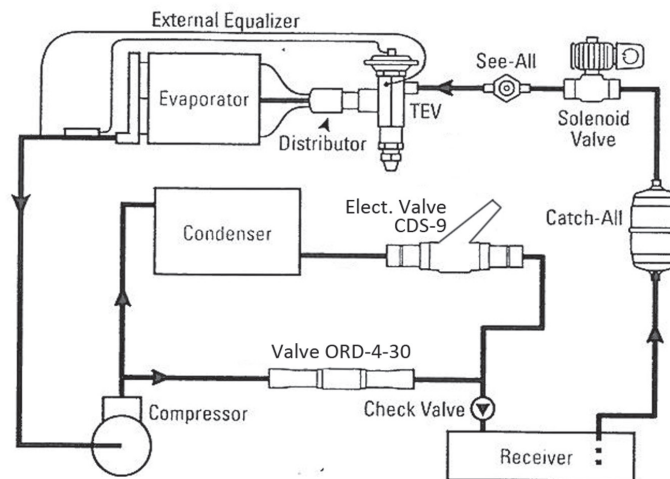 External Equalizer
See-All
Evaporator
TEV
Solenoid
Valve
Distributor
Elect. Valve
CDS-9
Catch-All
Condenser
Valve ORD-4-30
Compressor
Check Valve
Receiver